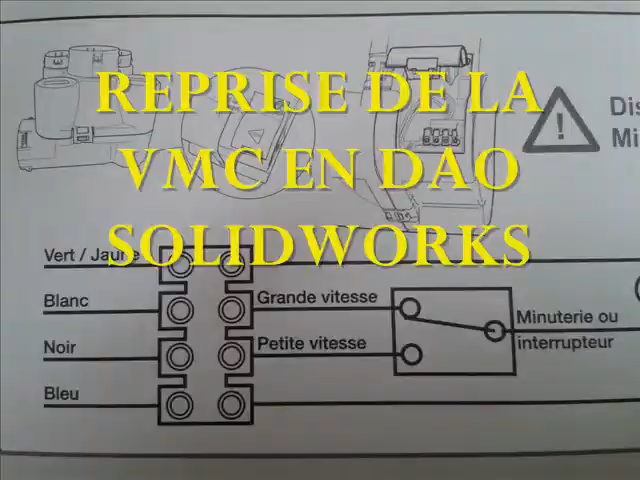 REPRISE DE LA
VMC EN DAO
SOLIDWORKS
Vert / Jaune
Blanc
Grande vitesse
Minuterie ou
interrupteur
Noir
Petite vitesse
Bleu